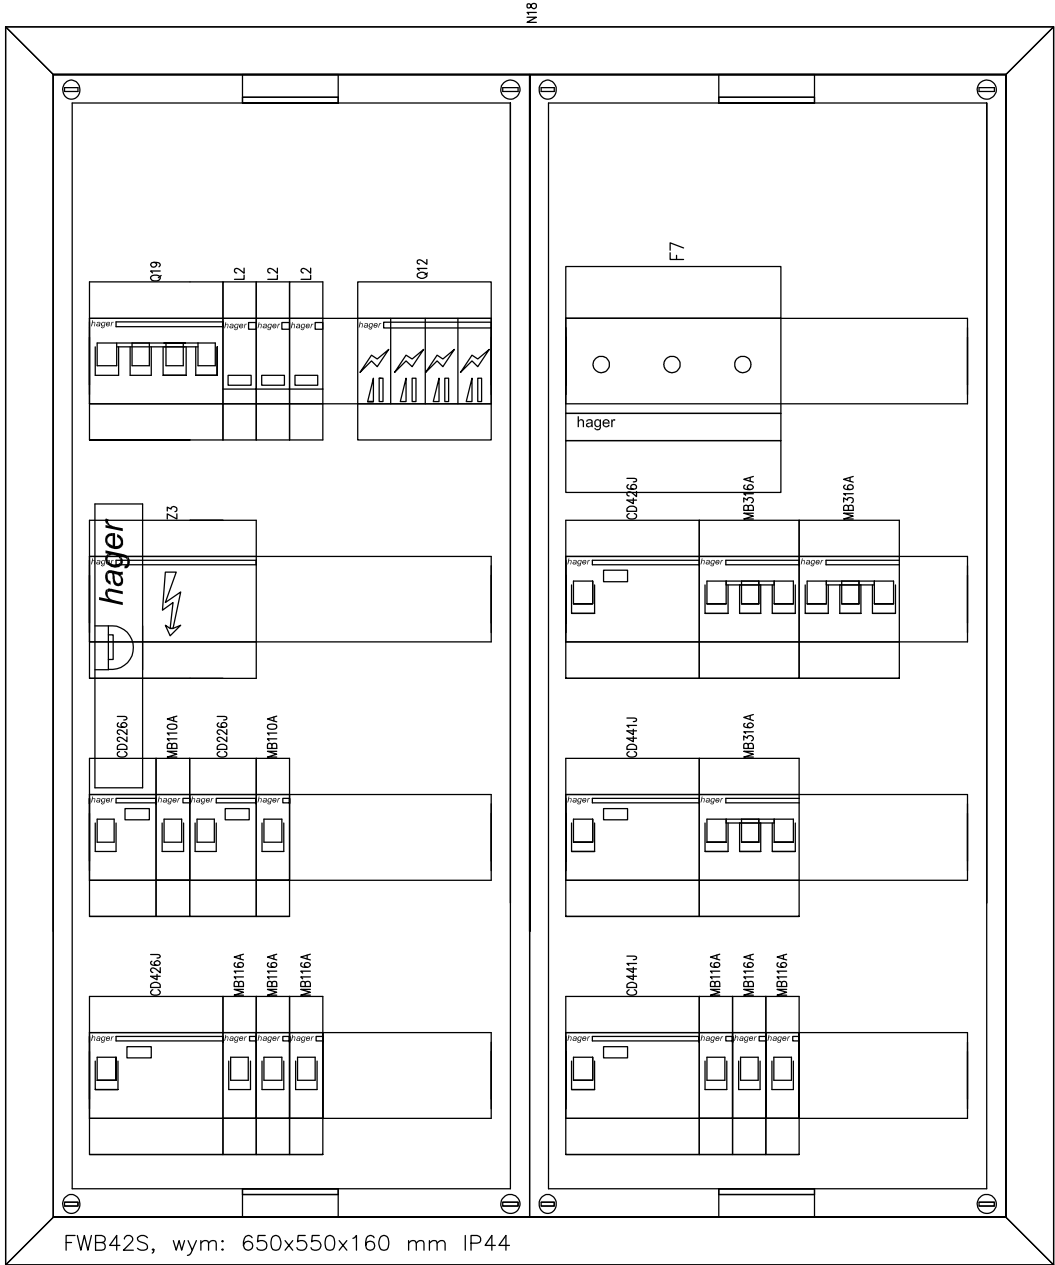 N18
Q19 L2 L2 L2 Q12
hager hager hager hager hager
F7
hager
Z3
hager
hager
CD426J MB316A MB316A
hager hager hager
CD226J MB110A CD226J MB110A
hager hager hager hager
CD441J MB316A
hager hager
CD426J MB116A MB116A MB116A
hager hager hager hager
CD441J MB116A MB116A MB116A
hager hager hager hager
FWB42S, wym: 650x550x160 mm IP44